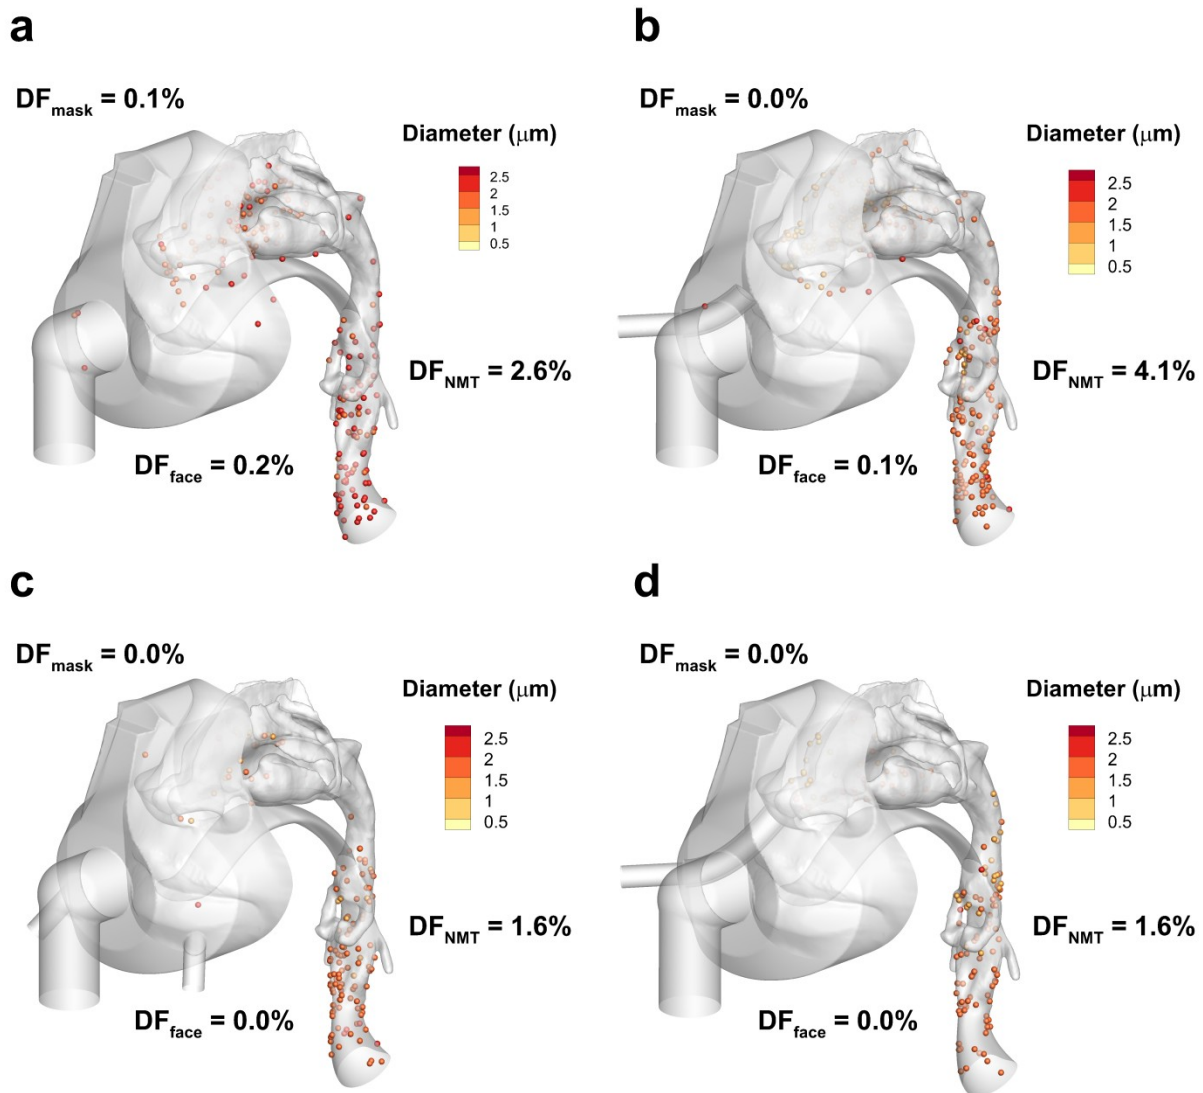 a
DFmask = 0.1%
Diameter (μm)
2.5
2
1.5
1
0.5
DFNMT = 2.6%
DFface = 0.2%
b
DFmask = 0.0%
Diameter (μm)
2.5
2
1.5
1
0.5
DFNMT = 4.1%
DFface = 0.1%
c
DFmask = 0.0%
Diameter (μm)
2.5
2
1.5
1
0.5
DFNMT = 1.6%
DFface = 0.0%
d
DFmask = 0.0%
Diameter (μm)
2.5
2
1.5
1
0.5
DFNMT = 1.6%
DFface = 0.0%